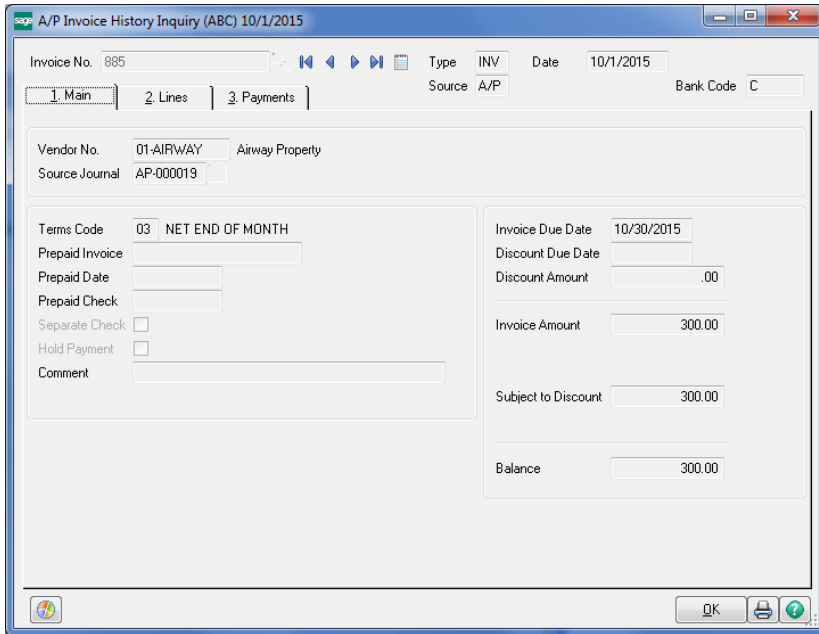 sage A/P Invoice History Inquiry (ABC) 10/1/2015
Invoice No. 885 Type INV Date 10/1/2015
Source A/P Bank Code C
1. Main 2. Lines 3. Payments
Vendor No. 01-AIRWAY Airway Property
Source Journal AP-000019
Terms Code 03 NET END OF MONTH
Prepaid Invoice
Prepaid Date
Prepaid Check
Separate Check
Hold Payment
Comment
Invoice Due Date 10/30/2015
Discount Due Date
Discount Amount .00
Invoice Amount 300.00
Subject to Discount 300.00
Balance 300.00
OK